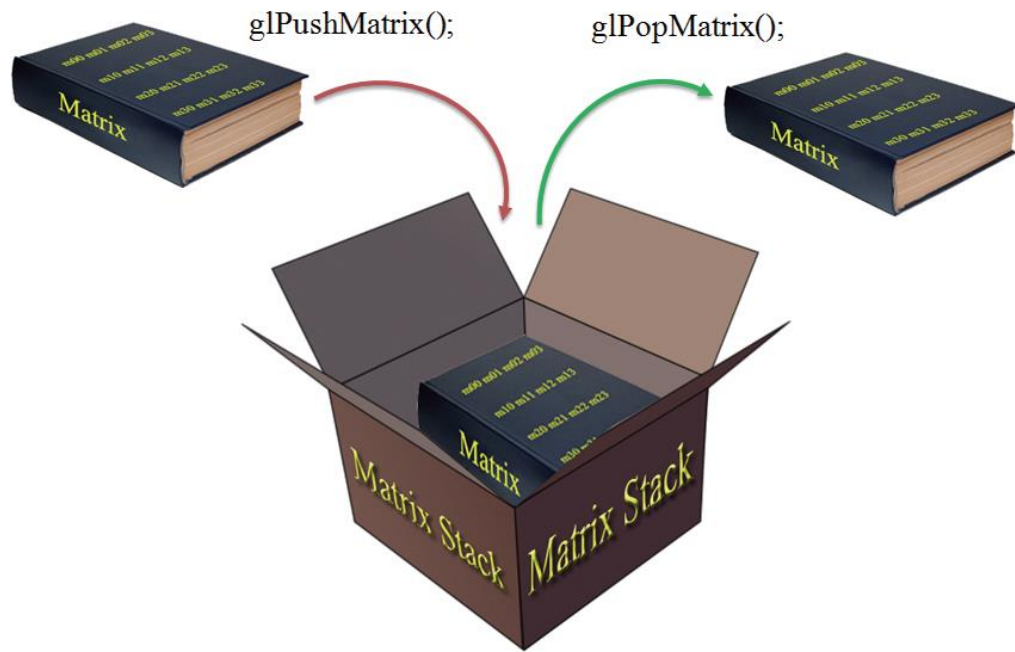 glPushMatrix();
glPopMatrix();
m00 m01 m02 m03
m10 m11 m12 m13
m20 m21 m22 m23
m30 m31 m32 m33
Matrix
m00 m01 m02 m03
m10 m11 m12 m13
m20 m21 m22 m23
m30 m31 m32 m33
Matrix
m00 m01 m02 m03
m10 m11 m12 m13
m20 m21 m22 m23
m30
Matrix
Matrix Stack
Matrix Stack